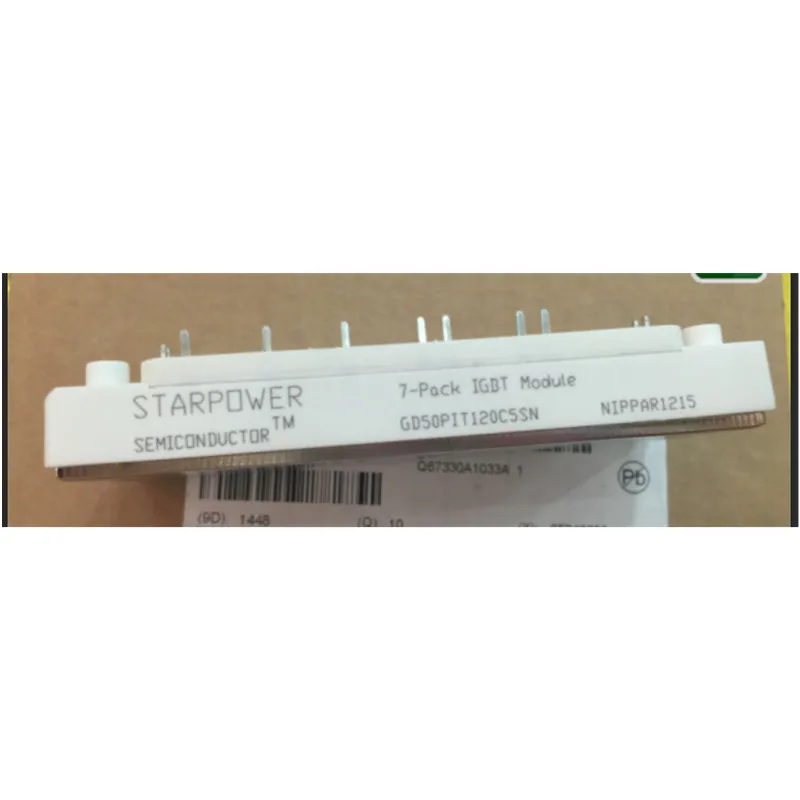 STARPOWER
SEMICONDUCTOR™
7-Pack IGBT Module
GD50PIT120C5SN
NIPPAR1215
Q67330A1033A 1
Pb
(9D) 1448
(Q) 10